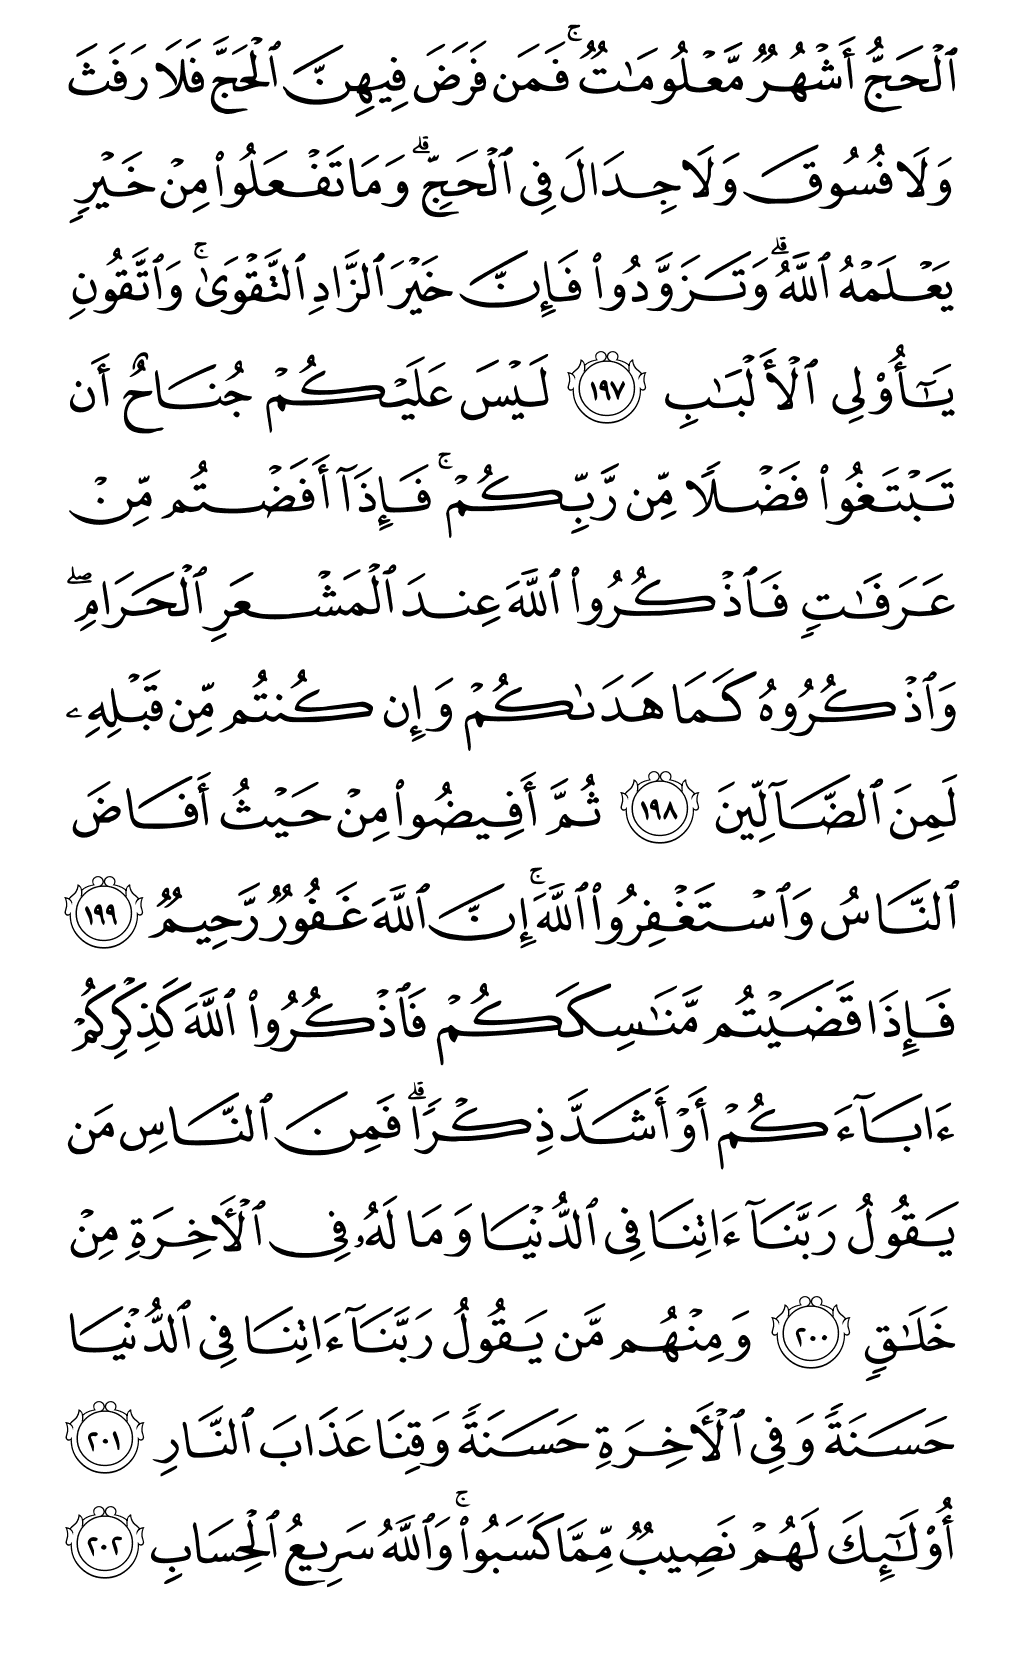 ٱلۡحَجُّ أَشۡهُرٞ مَّعۡلُومَٰتٞۚ فَمَن فَرَضَ فِيهِنَّ ٱلۡحَجَّ فَلَا رَفَثَ
وَلَا فُسُوقَ وَلَا جِدَالَ فِي ٱلۡحَجِّۗ وَمَا تَفۡعَلُواْ مِنۡ خَيۡرٖ
يَعۡلَمۡهُ ٱللَّهُۗ وَتَزَوَّدُواْ فَإِنَّ خَيۡرَ ٱلزَّادِ ٱلتَّقۡوَىٰۚ وَٱتَّقُونِ
يَٰٓأُوْلِي ٱلۡأَلۡبَٰبِ ١٩٧ لَيۡسَ عَلَيۡكُمۡ جُنَاحٌ أَن
تَبۡتَغُواْ فَضۡلٗا مِّن رَّبِّكُمۡۚ فَإِذَآ أَفَضۡتُم مِّنۡ
عَرَفَٰتٖ فَٱذۡكُرُواْ ٱللَّهَ عِندَ ٱلۡمَشۡعَرِ ٱلۡحَرَامِۖ
وَٱذۡكُرُوهُ كَمَا هَدَىٰكُمۡ وَإِن كُنتُم مِّن قَبۡلِهِۦ
لَمِنَ ٱلضَّآلِّينَ ١٩٨ ثُمَّ أَفِيضُواْ مِنۡ حَيۡثُ أَفَاضَ
ٱلنَّاسُ وَٱسۡتَغۡفِرُواْ ٱللَّهَۚ إِنَّ ٱللَّهَ غَفُورٞ رَّحِيمٞ ١٩٩
فَإِذَا قَضَيۡتُم مَّنَٰسِكَكُمۡ فَٱذۡكُرُواْ ٱللَّهَ كَذِكۡرِكُمۡ
ءَابَآءَكُمۡ أَوۡ أَشَدَّ ذِكۡرٗاۗ فَمِنَ ٱلنَّاسِ مَن
يَقُولُ رَبَّنَآ ءَاتِنَا فِي ٱلدُّنۡيَا وَمَا لَهُۥ فِي ٱلۡأٓخِرَةِ مِنۡ
خَلَٰقٖ ٢٠٠ وَمِنۡهُم مَّن يَقُولُ رَبَّنَآ ءَاتِنَا فِي ٱلدُّنۡيَا
حَسَنَةٗ وَفِي ٱلۡأٓخِرَةِ حَسَنَةٗ وَقِنَا عَذَابَ ٱلنَّارِ ٢٠١
أُوْلَٰٓئِكَ لَهُمۡ نَصِيبٞ مِّمَّا كَسَبُواْۚ وَٱللَّهُ سَرِيعُ ٱلۡحِسَابِ ٢٠٢